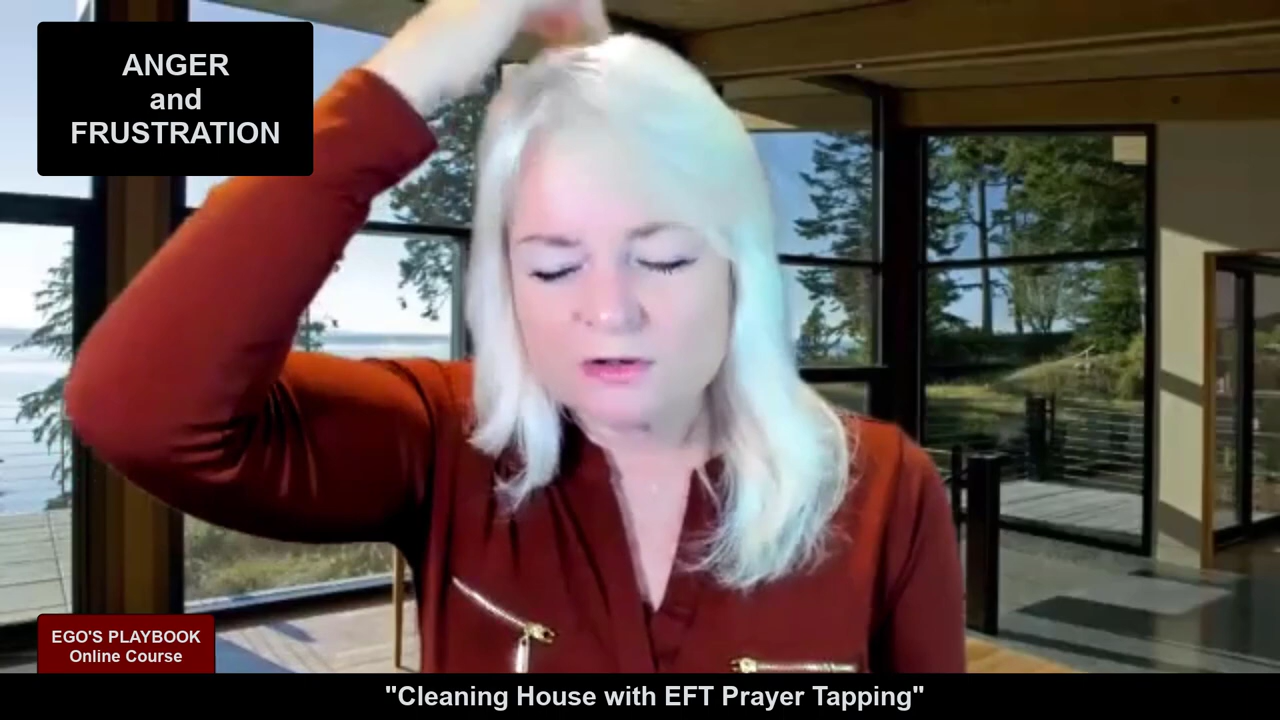 ANGER
and
FRUSTRATION
EGO'S PLAYBOOK
Online Course
"Cleaning House with EFT Prayer Tapping"